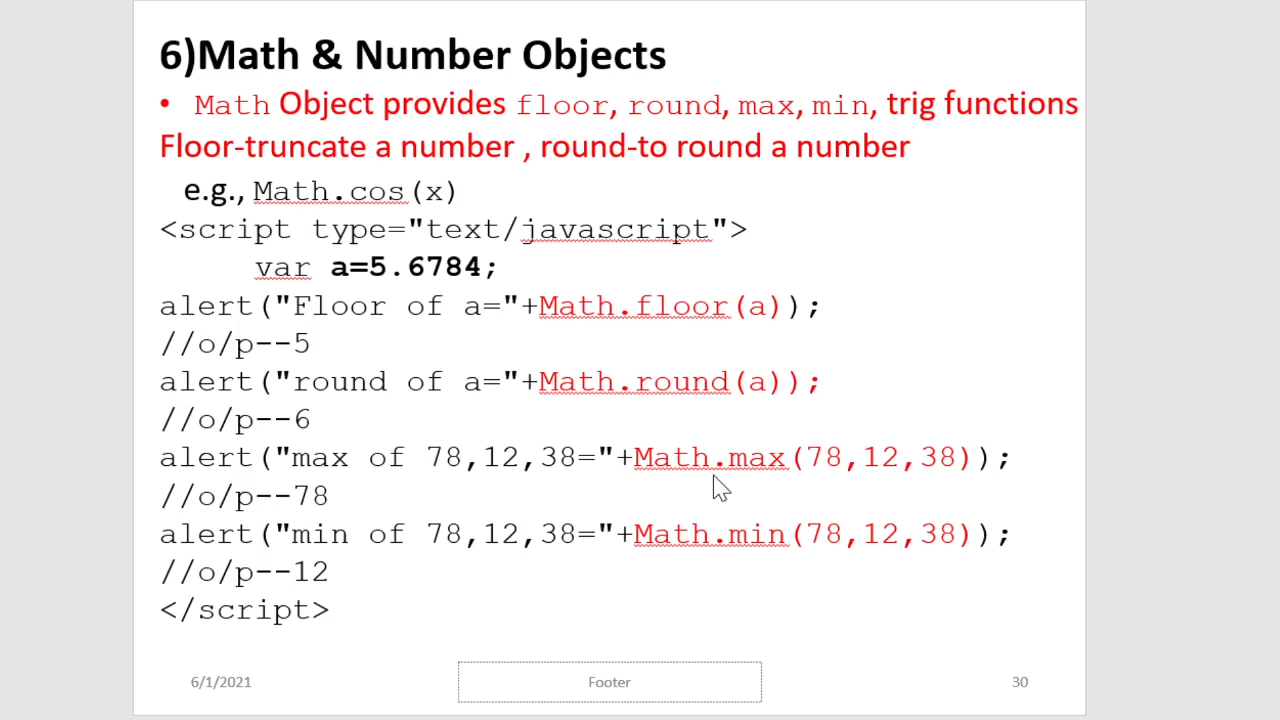 6)Math & Number Objects
• Math Object provides floor, round, max, min, trig functions
Floor-truncate a number , round-to round a number
e.g., Math.cos(x)
<script type="text/javascript">
var a=5.6784;
alert("Floor of a="+Math.floor(a));
//o/p--5
alert("round of a="+Math.round(a));
//o/p--6
alert("max of 78,12,38="+Math.max(78,12,38));
//o/p--78
alert("min of 78,12,38="+Math.min(78,12,38));
//o/p--12
</script>
6/1/2021
Footer
30